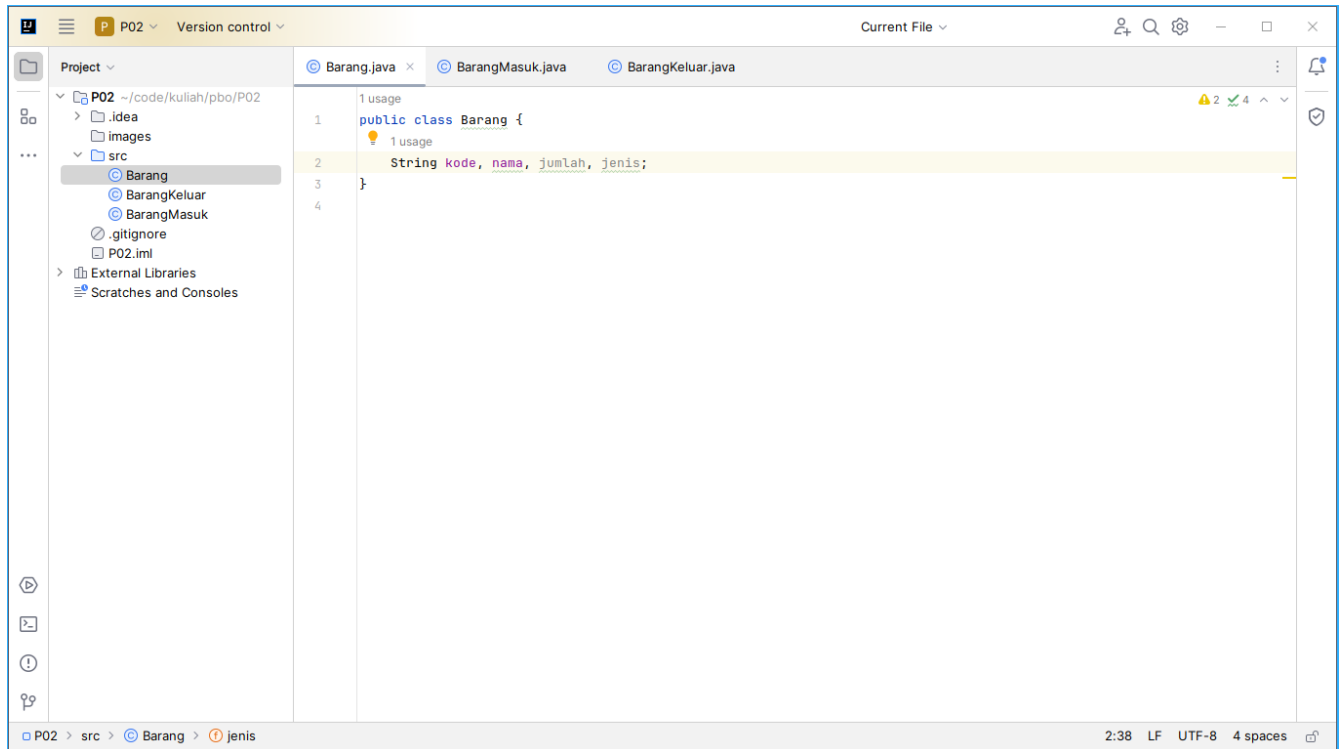 P P02 Version control Current File
Project
Barang.java BarangMasuk.java BarangKeluar.java
P02 ~/code/kuliah/pbo/P02
.idea
images
src
Barang
BarangKeluar
BarangMasuk
.gitignore
P02.iml
External Libraries
Scratches and Consoles
1 usage
2 4
1 public class Barang {
1 usage
2 String kode, nama, jumlah, jenis;
3 }
4
P02 > src > Barang > jenis
2:38 LF UTF-8 4 spaces